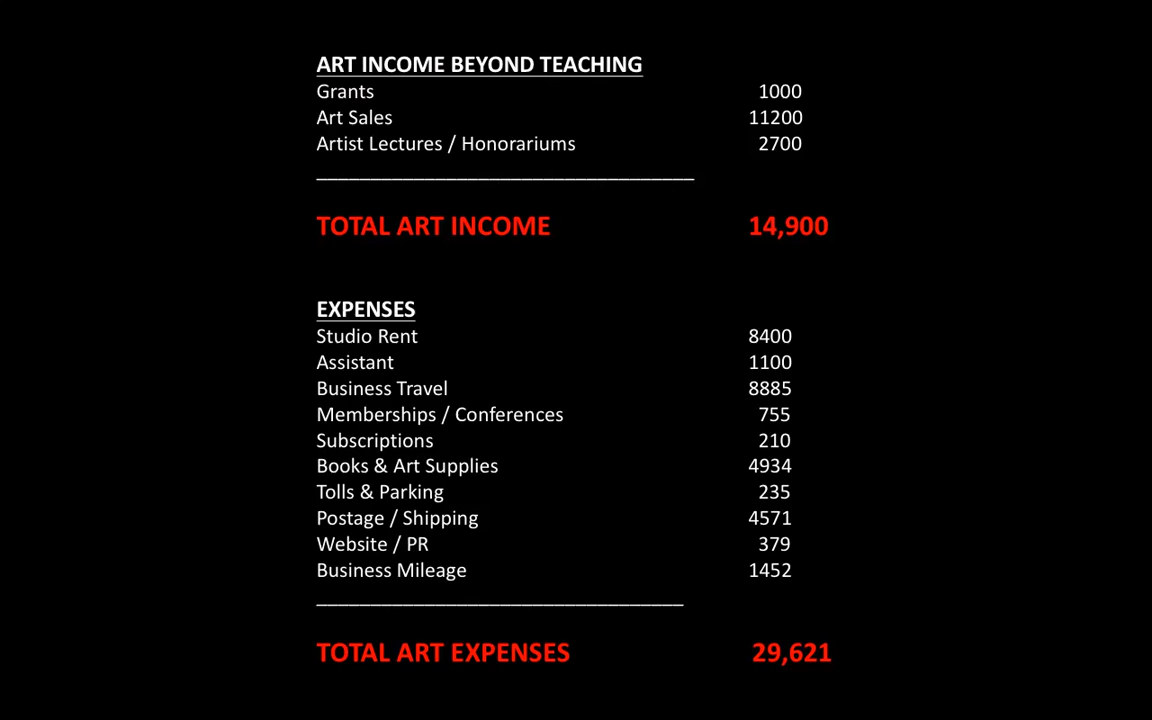 ART INCOME BEYOND TEACHING
Grants 1000
Art Sales 11200
Artist Lectures / Honorariums 2700
TOTAL ART INCOME 14,900
EXPENSES
Studio Rent 8400
Assistant 1100
Business Travel 8885
Memberships / Conferences 755
Subscriptions 210
Books & Art Supplies 4934
Tolls & Parking 235
Postage / Shipping 4571
Website / PR 379
Business Mileage 1452
TOTAL ART EXPENSES 29,621